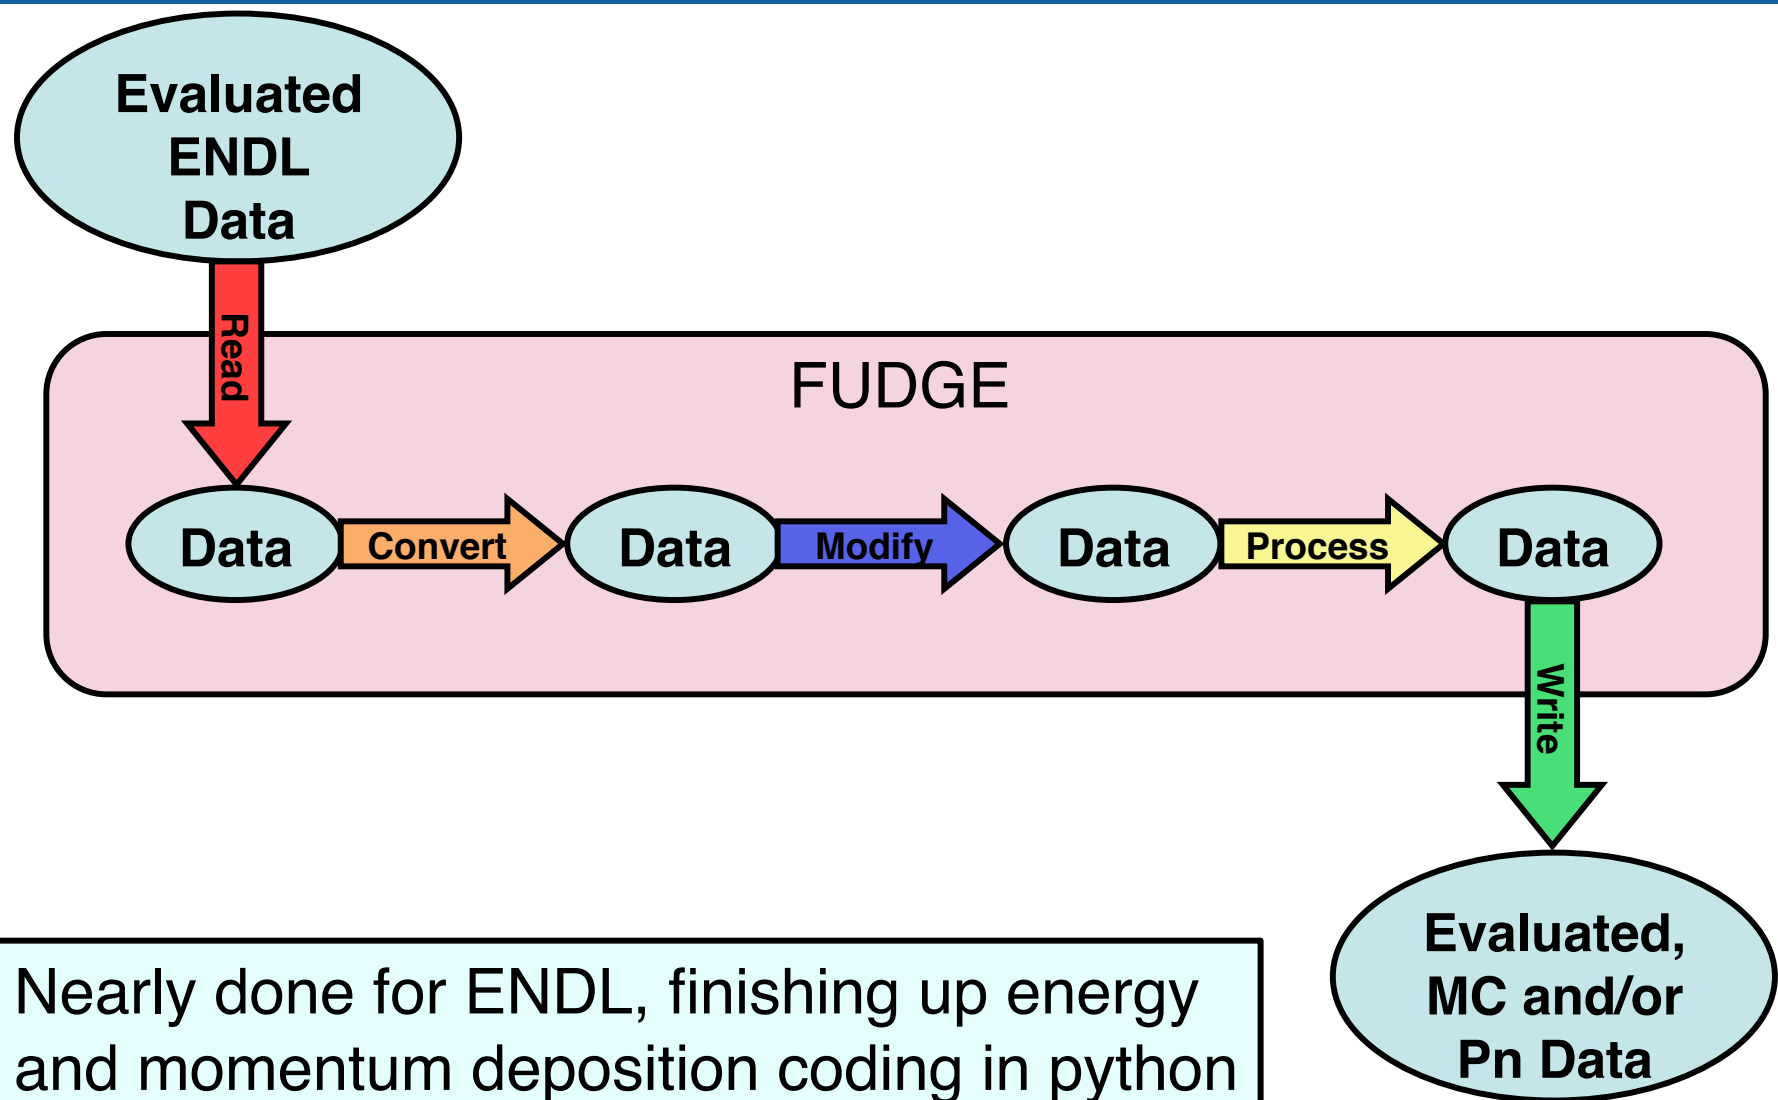 Evaluated
ENDL
Data
Read
FUDGE
Data Convert Data Modify Data Process Data
Write
Evaluated,
MC and/or
Pn Data
Nearly done for ENDL, finishing up energy
and momentum deposition coding in python